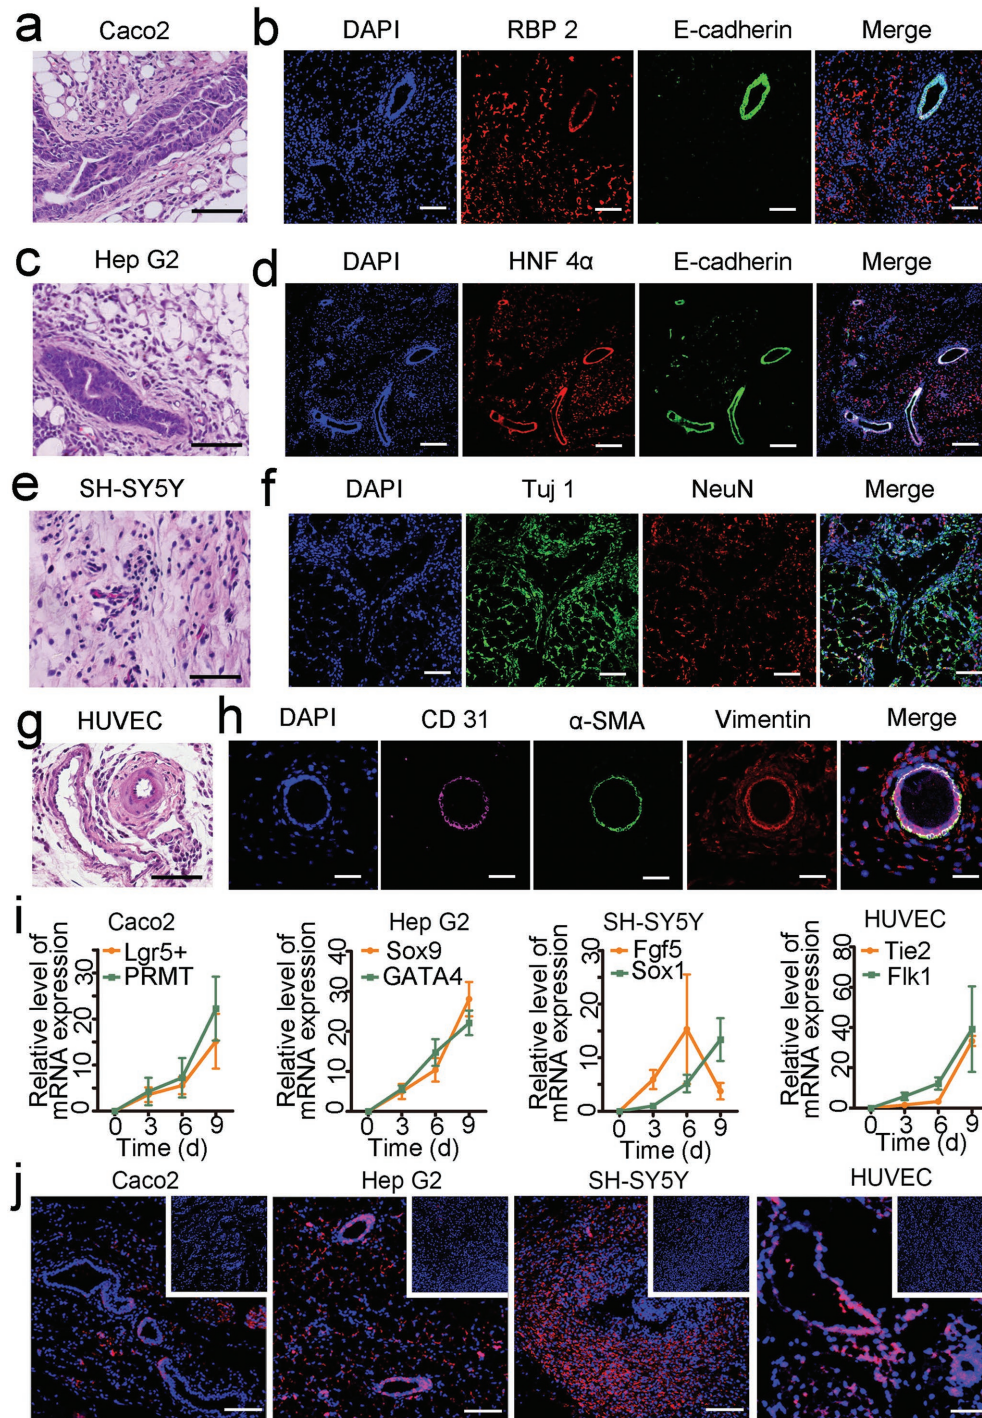 a Caco2
b DAPI RBP 2 E-cadherin Merge
c Hep G2
d DAPI HNF 4α E-cadherin Merge
e SH-SY5Y
f DAPI Tuj 1 NeuN Merge
g HUVEC
h DAPI CD 31 α-SMA Vimentin Merge
i
Caco2
Lgr5+
PRMT
Relative level of
mRNA expression
0 10 20 30
0 3 6 9
Time (d)
Hep G2
Sox9
GATA4
Relative level of
mRNA expression
0 10 20 30 40
0 3 6 9
Time (d)
SH-SY5Y
Fgf5
Sox1
Relative level of
mRNA expression
0 10 20 30
0 3 6 9
Time (d)
HUVEC
Tie2
Flk1
Relative level of
mRNA expression
0 20 40 60 80
0 3 6 9
Time (d)
j Caco2 Hep G2 SH-SY5Y HUVEC